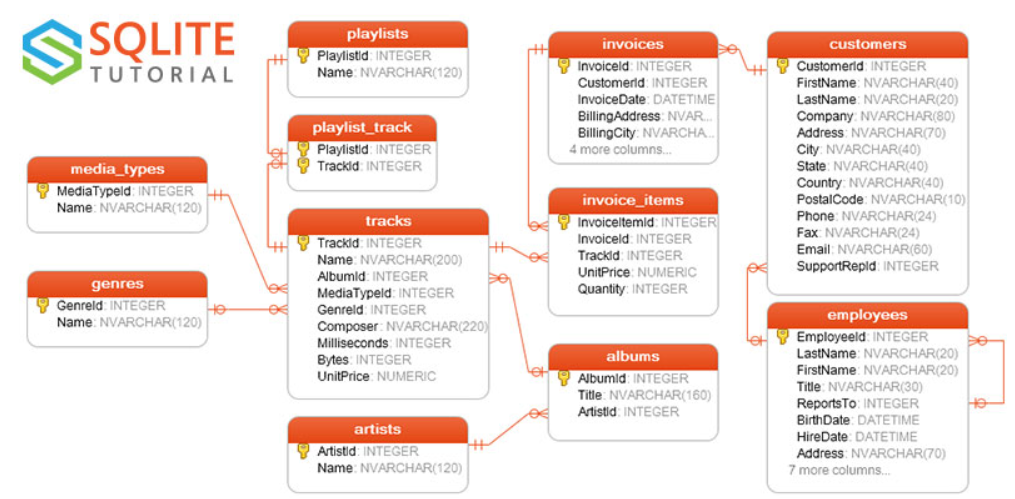 SQLITE
TUTORIAL
playlists
PlaylistId: INTEGER
Name: NVARCHAR(120)
playlist_track
PlaylistId: INTEGER
TrackId: INTEGER
media_types
MediaTypeId: INTEGER
Name: NVARCHAR(120)
genres
GenreId: INTEGER
Name: NVARCHAR(120)
tracks
TrackId: INTEGER
Name: NVARCHAR(200)
AlbumId: INTEGER
MediaTypeId: INTEGER
GenreId: INTEGER
Composer: NVARCHAR(220)
Milliseconds: INTEGER
Bytes: INTEGER
UnitPrice: NUMERIC
artists
ArtistId: INTEGER
Name: NVARCHAR(120)
invoices
InvoiceId: INTEGER
CustomerId: INTEGER
InvoiceDate: DATETIME
BillingAddress: NVAR...
BillingCity: NVARCHA...
4 more columns...
invoice_items
InvoiceItemId: INTEGER
InvoiceId: INTEGER
TrackId: INTEGER
UnitPrice: NUMERIC
Quantity: INTEGER
albums
AlbumId: INTEGER
Title: NVARCHAR(160)
ArtistId: INTEGER
customers
CustomerId: INTEGER
FirstName: NVARCHAR(40)
LastName: NVARCHAR(20)
Company: NVARCHAR(80)
Address: NVARCHAR(70)
City: NVARCHAR(40)
State: NVARCHAR(40)
Country: NVARCHAR(40)
PostalCode: NVARCHAR(10)
Phone: NVARCHAR(24)
Fax: NVARCHAR(24)
Email: NVARCHAR(60)
SupportRepId: INTEGER
employees
EmployeeId: INTEGER
LastName: NVARCHAR(20)
FirstName: NVARCHAR(20)
Title: NVARCHAR(30)
ReportsTo: INTEGER
BirthDate: DATETIME
HireDate: DATETIME
Address: NVARCHAR(70)
7 more columns...